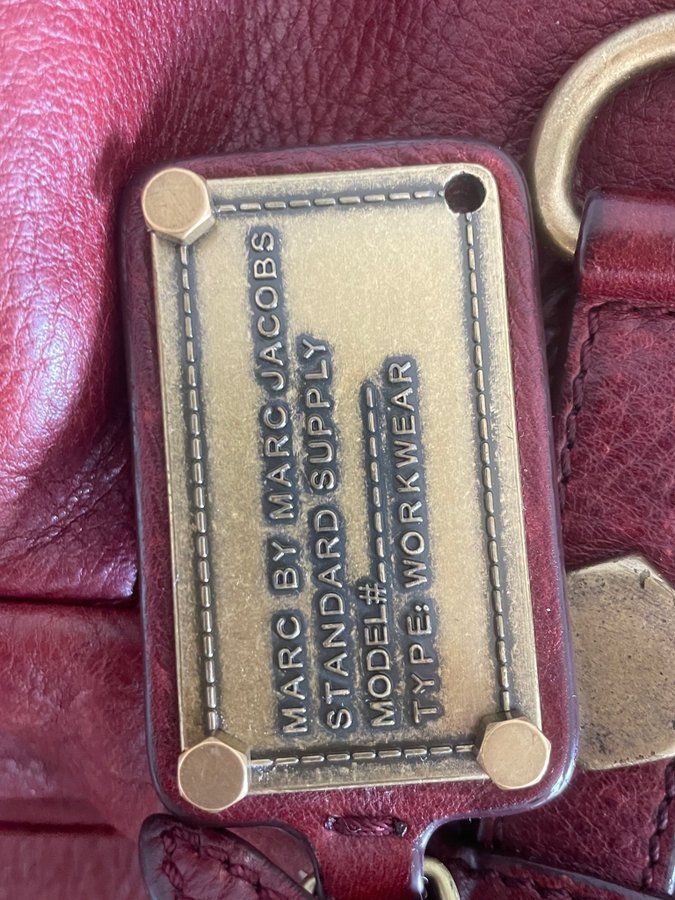 MARC BY MARC JACOBS
STANDARD SUPPLY
MODEL#
TYPE: WORKWEAR